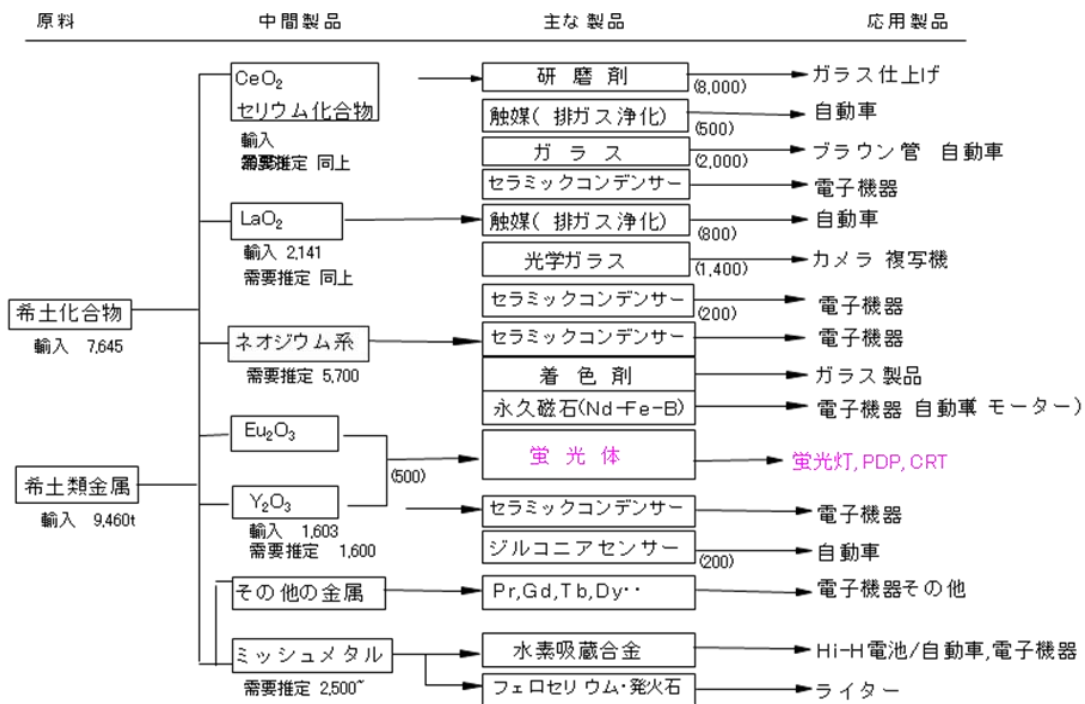 原料 中間製品 主な製品 応用製品
CeO2
セリウム化合物
輸入
同上
研磨剤
(8,000)
ガラス仕上げ
触媒( 排ガス浄化)
(500)
自動車
ガラス
(2,000)
ブラウン管 自動車
セラミックコンデンサー
電子機器
LaO2
輸入 2,141
需要推定 同上
触媒( 排ガス浄化)
(800)
自動車
光学ガラス
(1,400)
カメラ 複写機
セラミックコンデンサー
(200)
電子機器
希土化合物
輸入 7,645
ネオジウム系
需要推定 5,700
セラミックコンデンサー
電子機器
着色剤
ガラス製品
永久磁石(Nd-Fe-B)
電子機器 自動車 モーター)
Eu2O3
(500)
蛍光体
蛍光灯, PDP, CRT
希土類金属
輸入 9,460t
Y2O3
輸入 1,603
需要推定 1,600
セラミックコンデンサー
電子機器
ジルコニアセンサー
(200)
自動車
その他の金属
Pr,Gd,Tb,Dy‥
電子機器その他
ミッシュメタル
需要推定 2,500~
水素吸蔵合金
Hi-H電池/自動車,電子機器
フェロセリウム・発火石
ライター